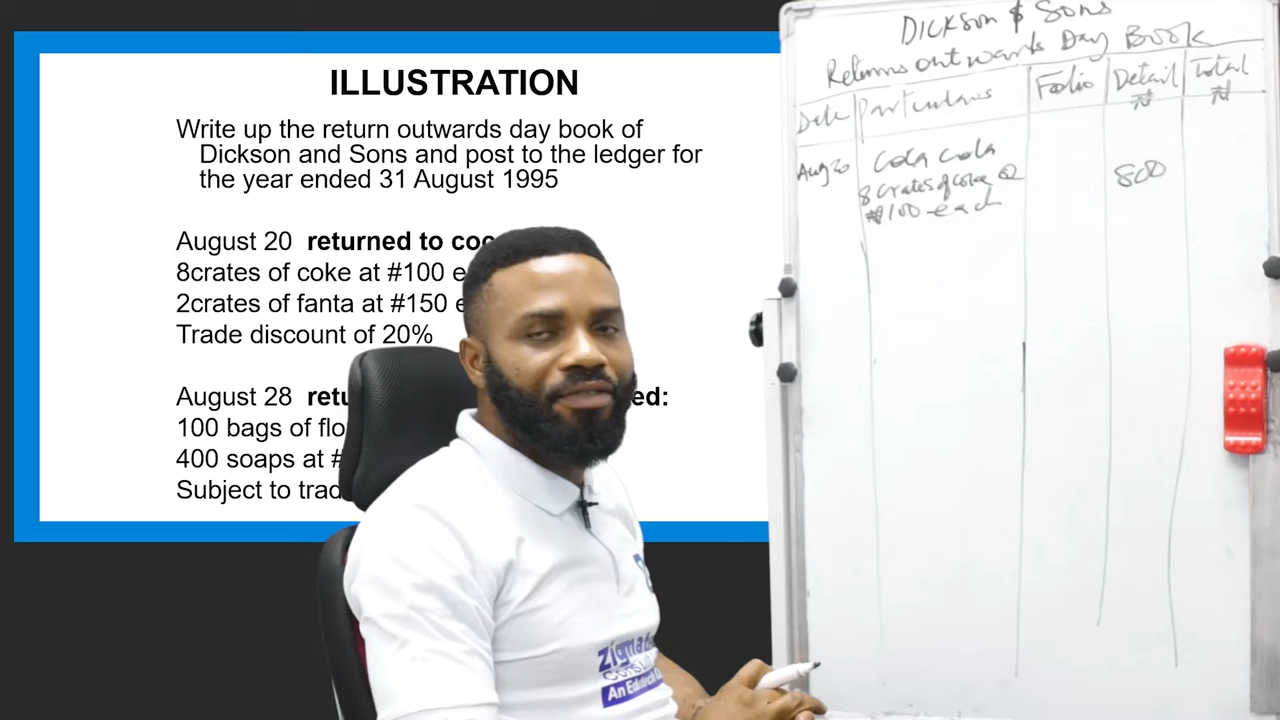 ILLUSTRATION
Write up the return outwards day book of
Dickson and Sons and post to the ledger for
the year ended 31 August 1995
August 20 returned to coc
8crates of coke at #100 e
2crates of fanta at #150 e
Trade discount of 20%
August 28 retu ed:
100 bags of flo
400 soaps at #
Subject to trad
Dickson & Sons
Returns outwards Day Book
Date Particulars Folio Detail Total
₦ ₦
Aug 20 Cola Cola
8 crates of coke @ 800
₦100 each
zigma
An Edutech